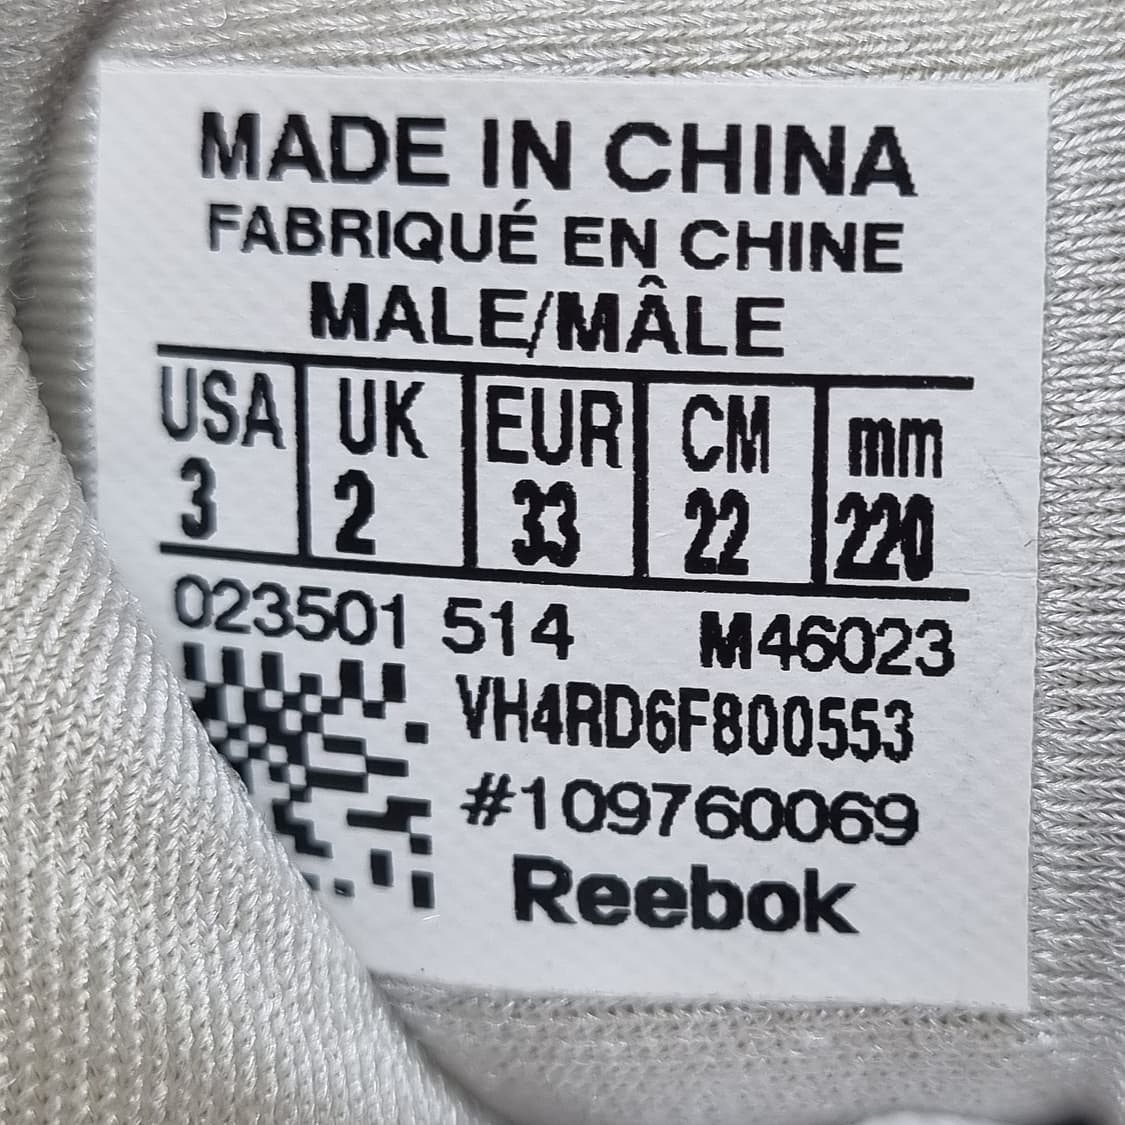 MADE IN CHINA
FABRIQUÉ EN CHINE
MALE/MÂLE
USA UK EUR CM mm
3 2 33 22 220
023501 514 M46023
VH4RD6F800553
#109760069
Reebok